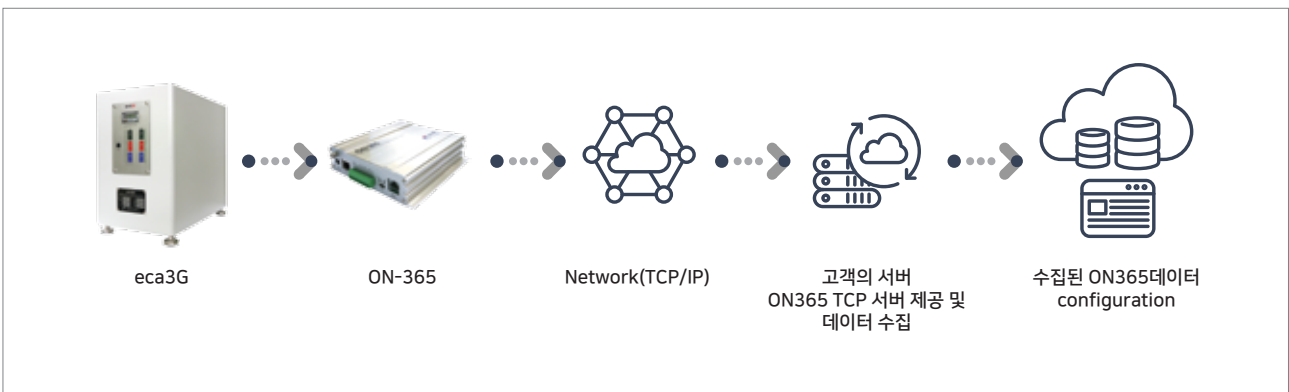 eca3G
ON-365
Network(TCP/IP)
고객의 서버
ON365 TCP 서버 제공 및
데이터 수집
수집된 ON365데이터
configuration